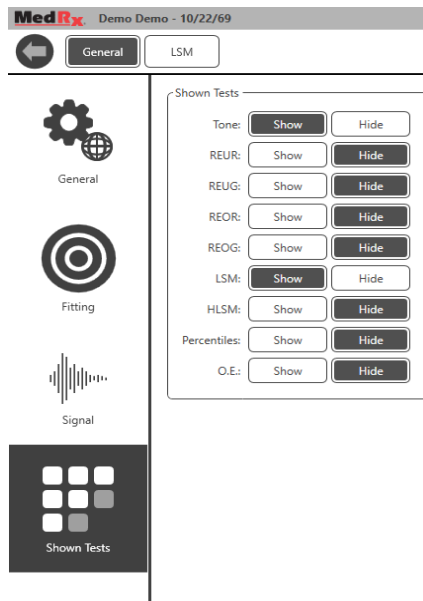 MedRx. Demo Demo - 10/22/69
General LSM
General
Fitting
Signal
Shown Tests
Shown Tests
Tone: Show Hide
REUR: Show Hide
REUG: Show Hide
REOR: Show Hide
REOG: Show Hide
LSM: Show Hide
HLSM: Show Hide
Percentiles: Show Hide
O.E.: Show Hide